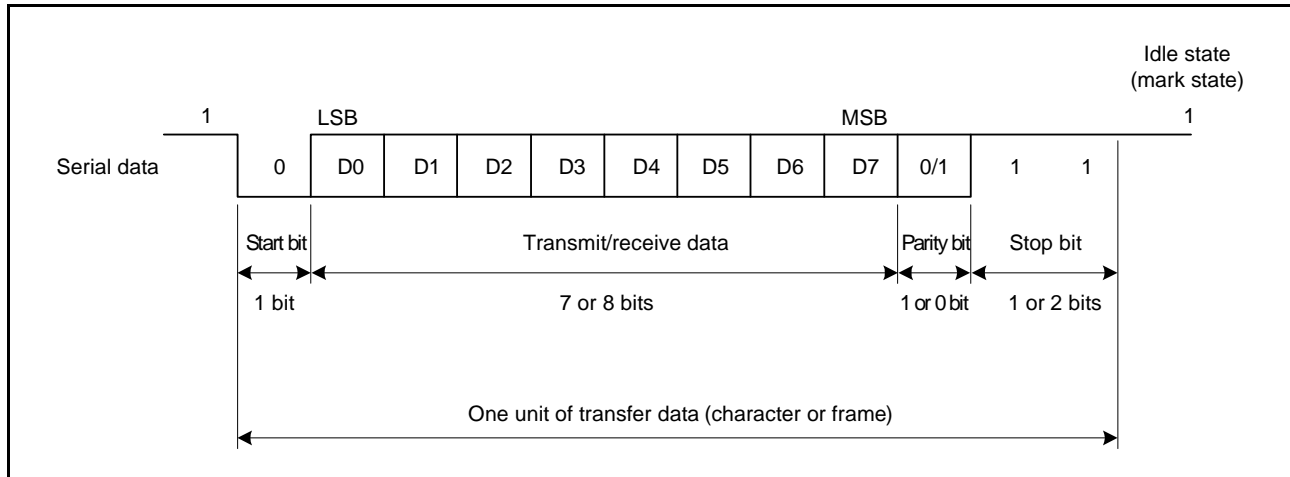 Idle state
(mark state)
1 LSB MSB 1
Serial data 0 D0 D1 D2 D3 D4 D5 D6 D7 0/1 1 1
Start bit Transmit/receive data Parity bit Stop bit
1 bit 7 or 8 bits 1 or 0 bit 1 or 2 bits
One unit of transfer data (character or frame)